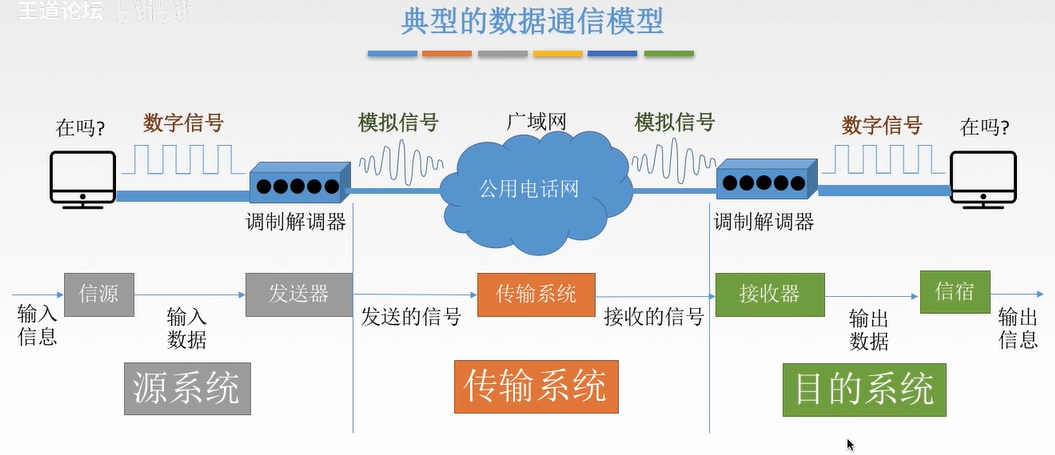 王道论坛 bilibili
典型的数据通信模型
在吗?
数字信号
模拟信号
广域网
模拟信号
数字信号
在吗?
公用电话网
调制解调器
调制解调器
信源
发送器
传输系统
接收器
信宿
输入
信息
输入
数据
发送的信号
接收的信号
输出
数据
输出
信息
源系统
传输系统
目的系统